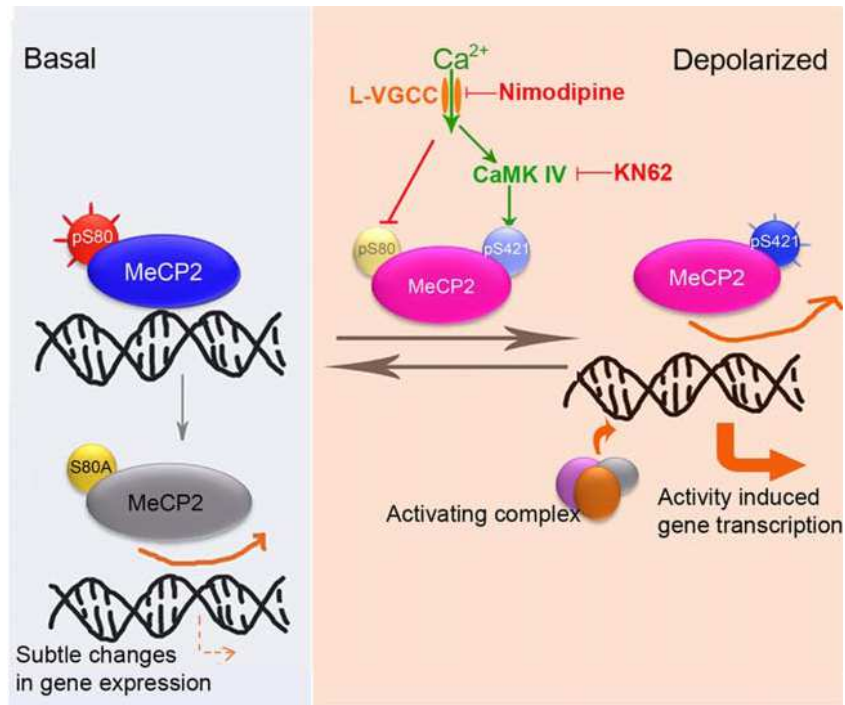 Basal
pS80
MeCP2
S80A
MeCP2
Subtle changes
in gene expression
Depolarized
Ca2+
L-VGCC
Nimodipine
CaMK IV
KN62
pS80
pS421
MeCP2
pS421
MeCP2
Activating complex
Activity induced
gene transcription